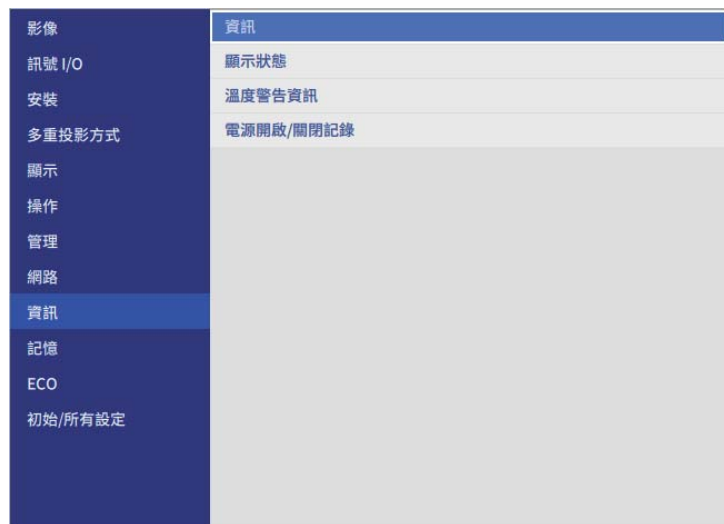 影像
訊號 I/O
安裝
多重投影方式
顯示
操作
管理
網路
資訊
記憶
ECO
初始/所有設定
資訊
顯示狀態
溫度警告資訊
電源開啟/關閉記錄